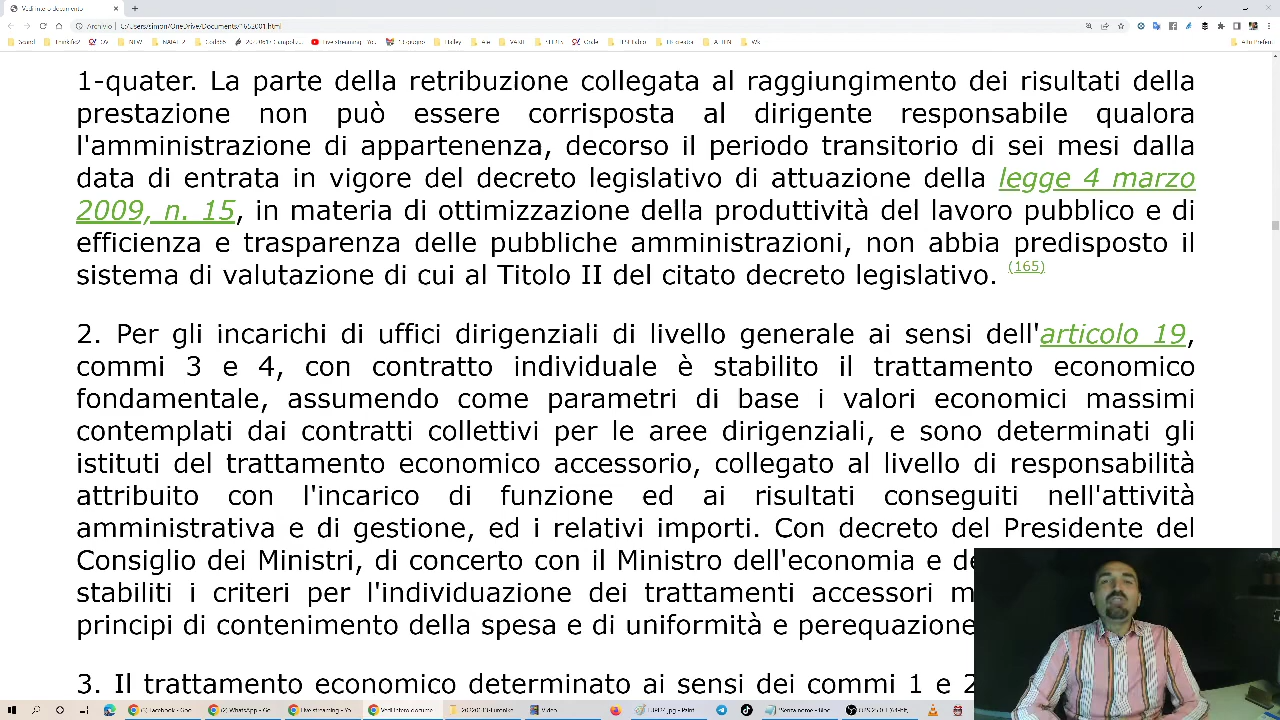 Vedi intero documento
Archivio | C:/Users/simon/OneDrive/Documents/1652001.html
1-quater. La parte della retribuzione collegata al raggiungimento dei risultati della
prestazione non può essere corrisposta al dirigente responsabile qualora
l'amministrazione di appartenenza, decorso il periodo transitorio di sei mesi dalla
data di entrata in vigore del decreto legislativo di attuazione della legge 4 marzo
2009, n. 15, in materia di ottimizzazione della produttività del lavoro pubblico e di
efficienza e trasparenza delle pubbliche amministrazioni, non abbia predisposto il
sistema di valutazione di cui al Titolo II del citato decreto legislativo. (165)
2. Per gli incarichi di uffici dirigenziali di livello generale ai sensi dell'articolo 19,
commi 3 e 4, con contratto individuale è stabilito il trattamento economico
fondamentale, assumendo come parametri di base i valori economici massimi
contemplati dai contratti collettivi per le aree dirigenziali, e sono determinati gli
istituti del trattamento economico accessorio, collegato al livello di responsabilità
attribuito con l'incarico di funzione ed ai risultati conseguiti nell'attività
amministrativa e di gestione, ed i relativi importi. Con decreto del Presidente del
Consiglio dei Ministri, di concerto con il Ministro dell'economia e de
stabiliti i criteri per l'individuazione dei trattamenti accessori m
principi di contenimento della spesa e di uniformità e perequazione
3. Il trattamento economico determinato ai sensi dei commi 1 e 2